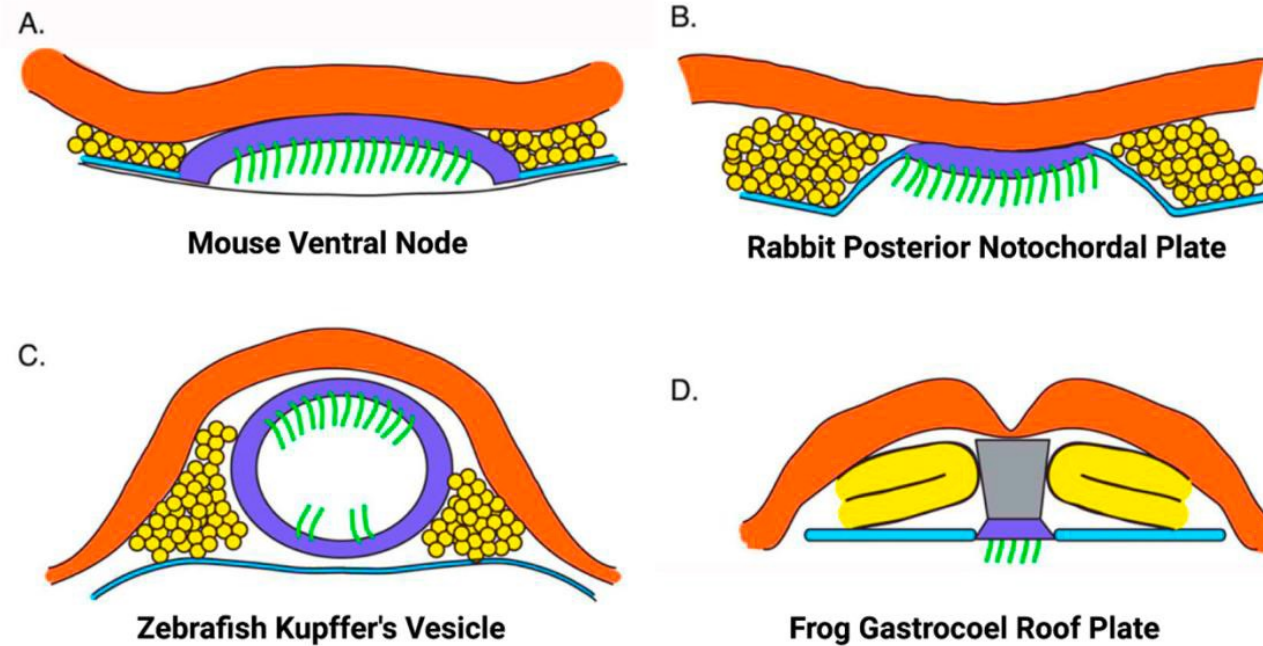 A.
Mouse Ventral Node
B.
Rabbit Posterior Notochordal Plate
C.
Zebrafish Kupffer's Vesicle
D.
Frog Gastrocoel Roof Plate